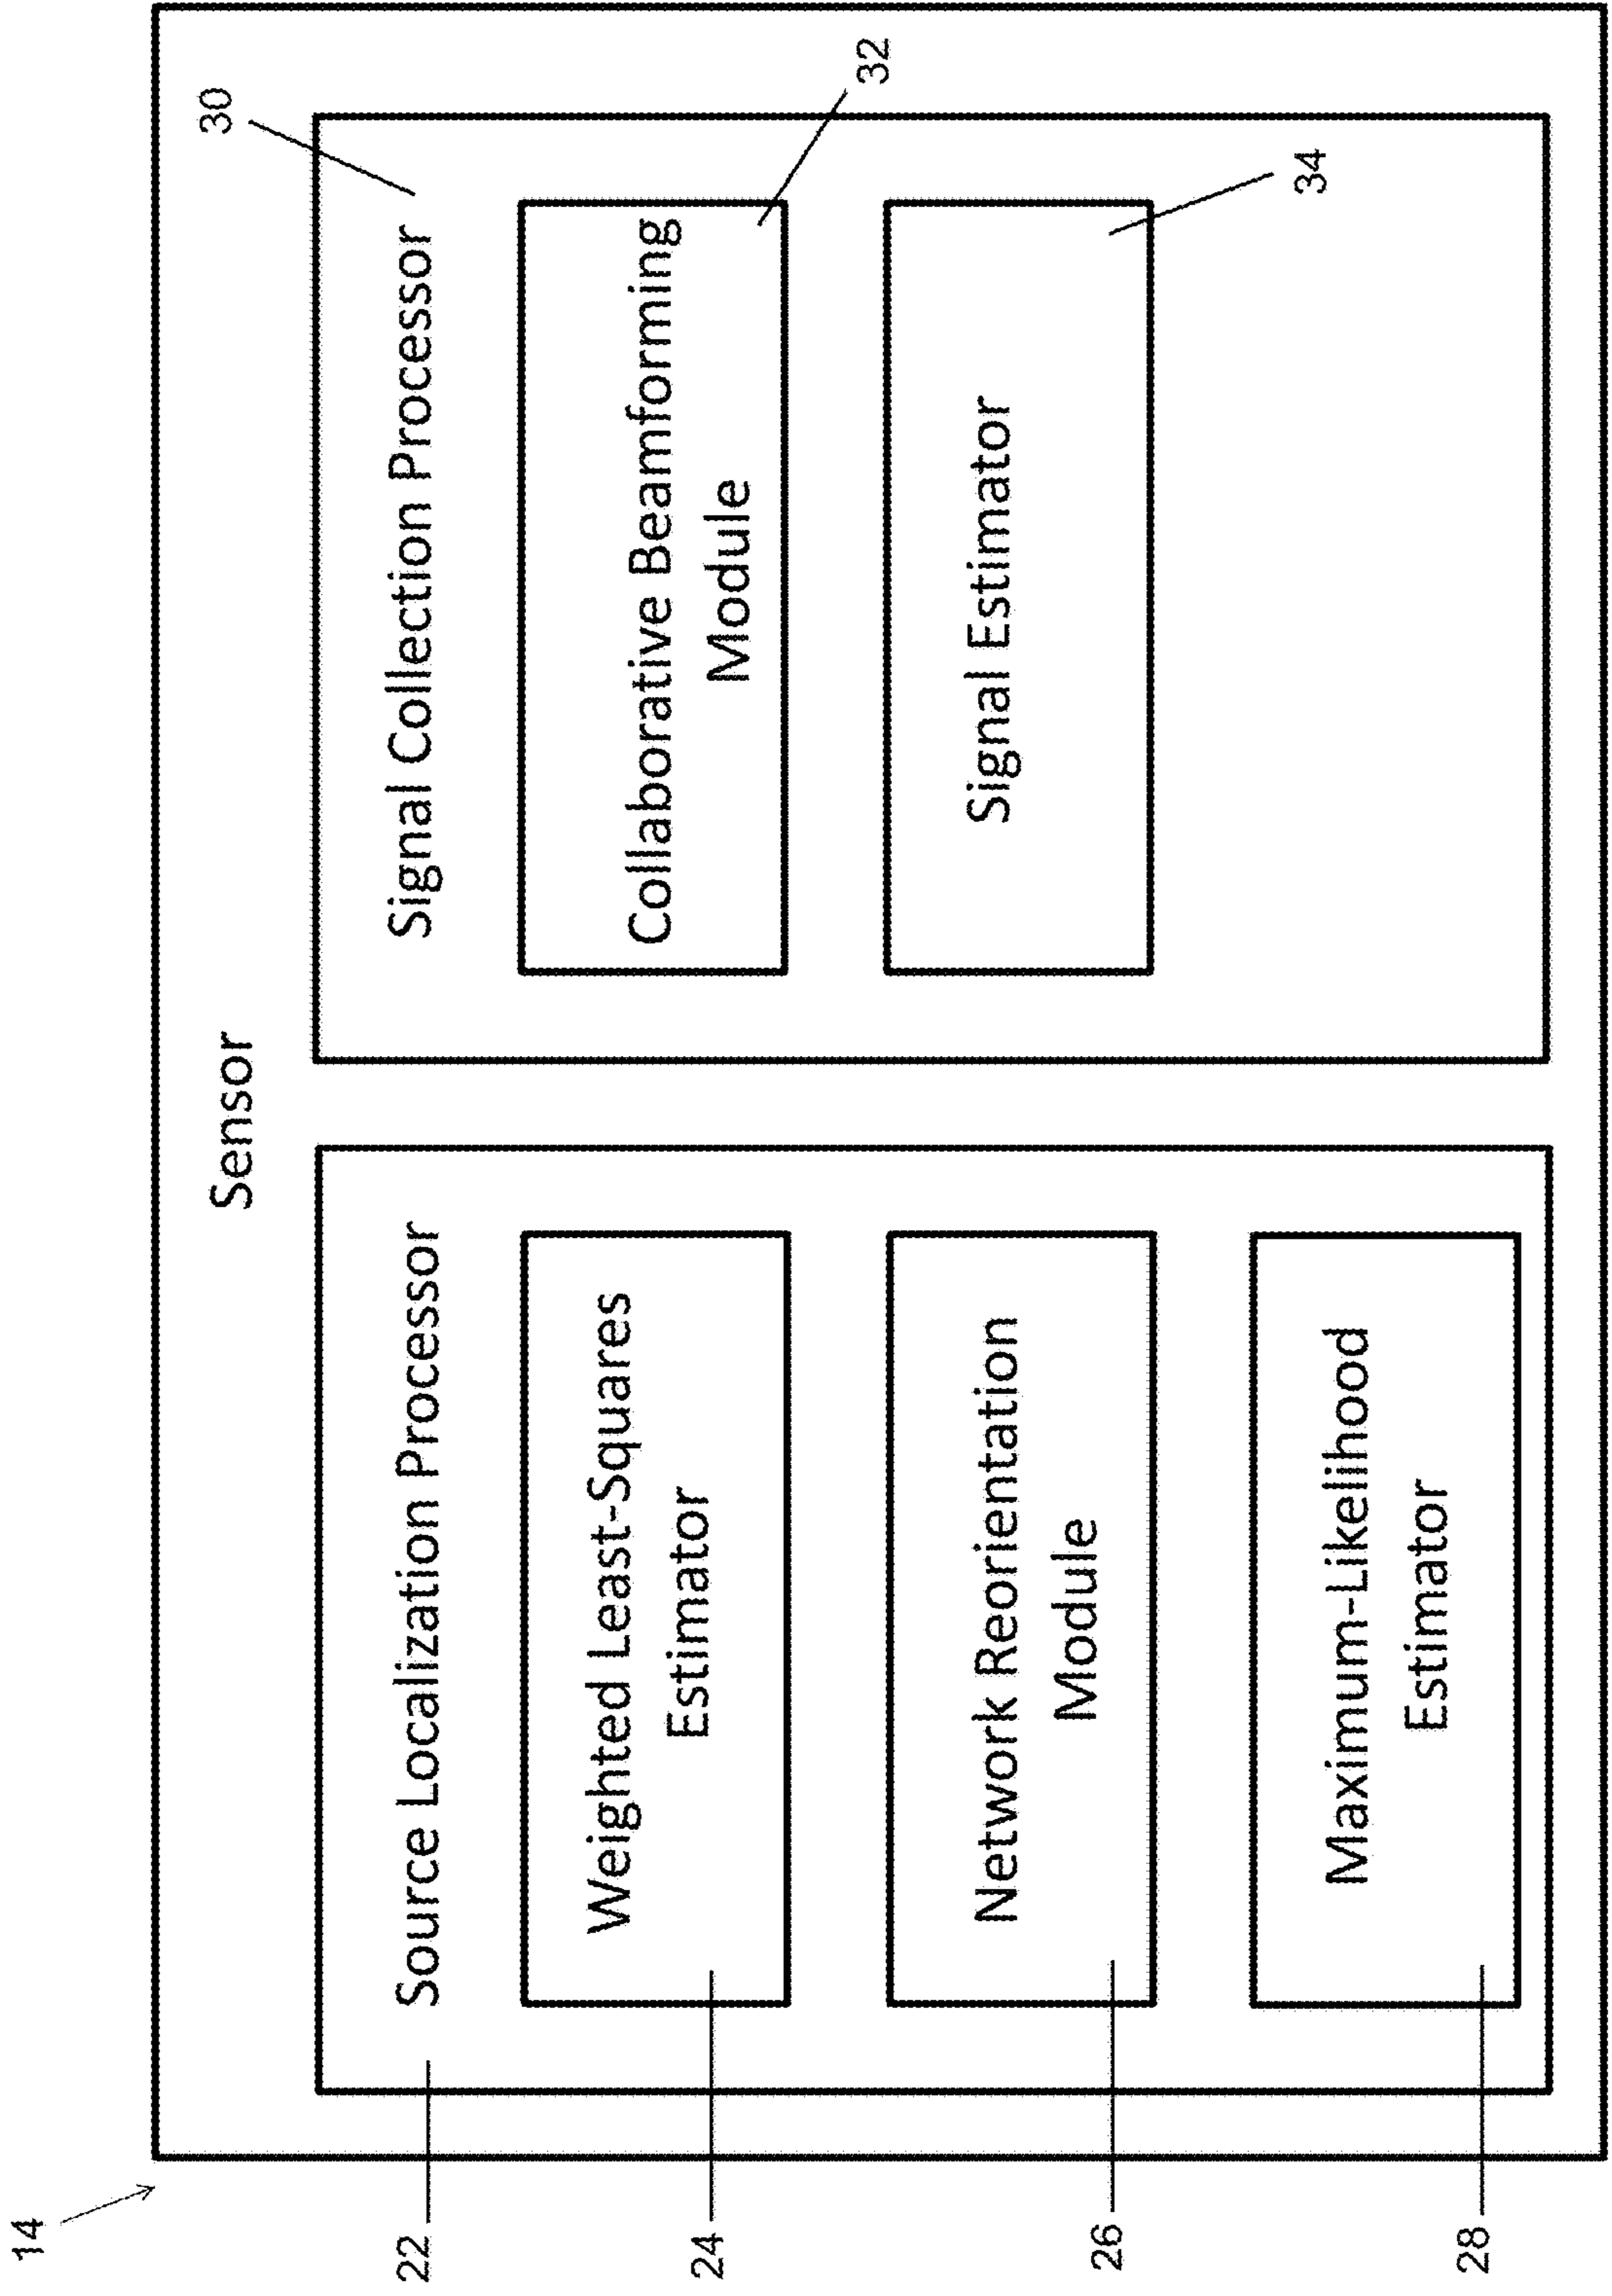 14
Sensor
22
Source Localization Processor
24
Weighted Least-Squares
Estimator
26
Network Reorientation
Module
28
Maximum-Likelihood
Estimator
30
Signal Collection Processor
32
Collaborative Beamforming
Module
Signal Estimator
34